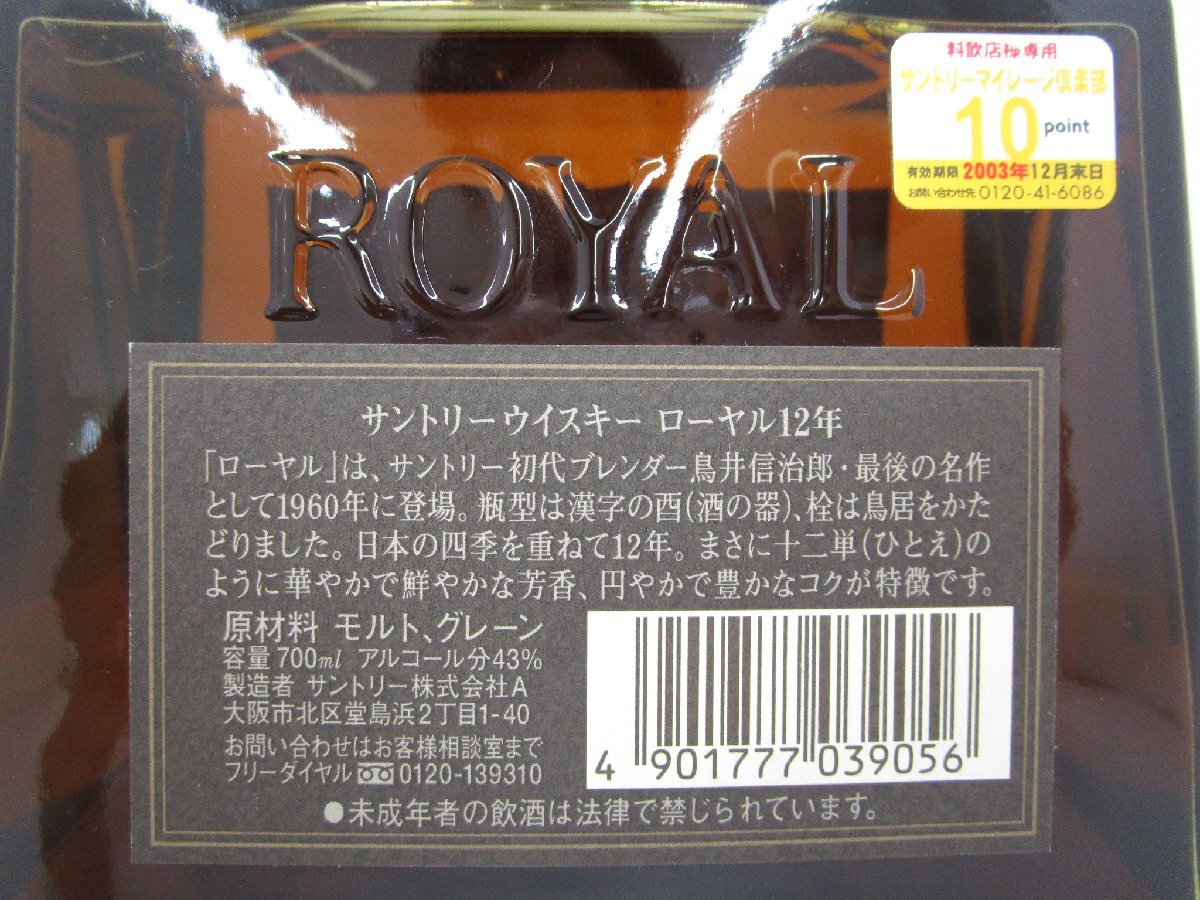 料飲店様専用
サントリーマイレージ倶楽部
10 point
有効期限 2003年12月末日
お問い合わせ先 0120-41-6086
ROYAL
サントリーウイスキー ローヤル12年
「ローヤル」は、サントリー初代ブレンダー鳥井信治郎・最後の名作
として1960年に登場。瓶型は漢字の酉(酒の器)、栓は鳥居をかた
どりました。日本の四季を重ねて12年。まさに十二単(ひとえ)の
ように華やかで鮮やかな芳香、円やかで豊かなコクが特徴です。
原材料 モルト、グレーン
容量 700ml アルコール分43%
製造者 サントリー株式会社A
大阪市北区堂島浜2丁目1-40
お問い合わせはお客様相談室まで
フリーダイヤル 0120-139310
4 901777 039056
●未成年者の飲酒は法律で禁じられています。